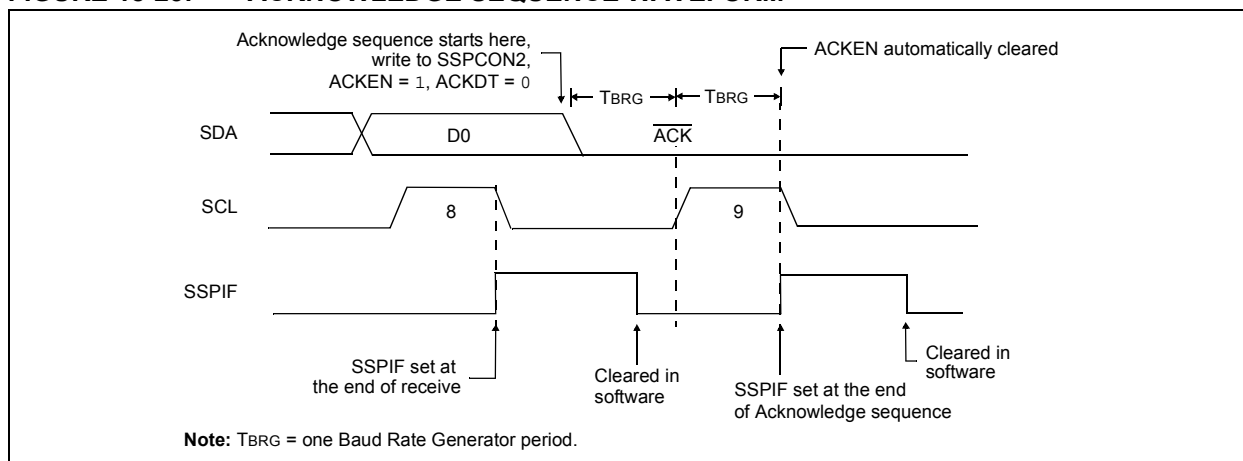 Acknowledge sequence starts here,
write to SSPCON2,
ACKEN = 1, ACKDT = 0
ACKEN automatically cleared
TBRG
TBRG
SDA
D0
ACK
SCL
8
9
SSPIF
SSPIF set at
the end of receive
Cleared in
software
SSPIF set at the end
of Acknowledge sequence
Cleared in
software
Note: TBRG = one Baud Rate Generator period.